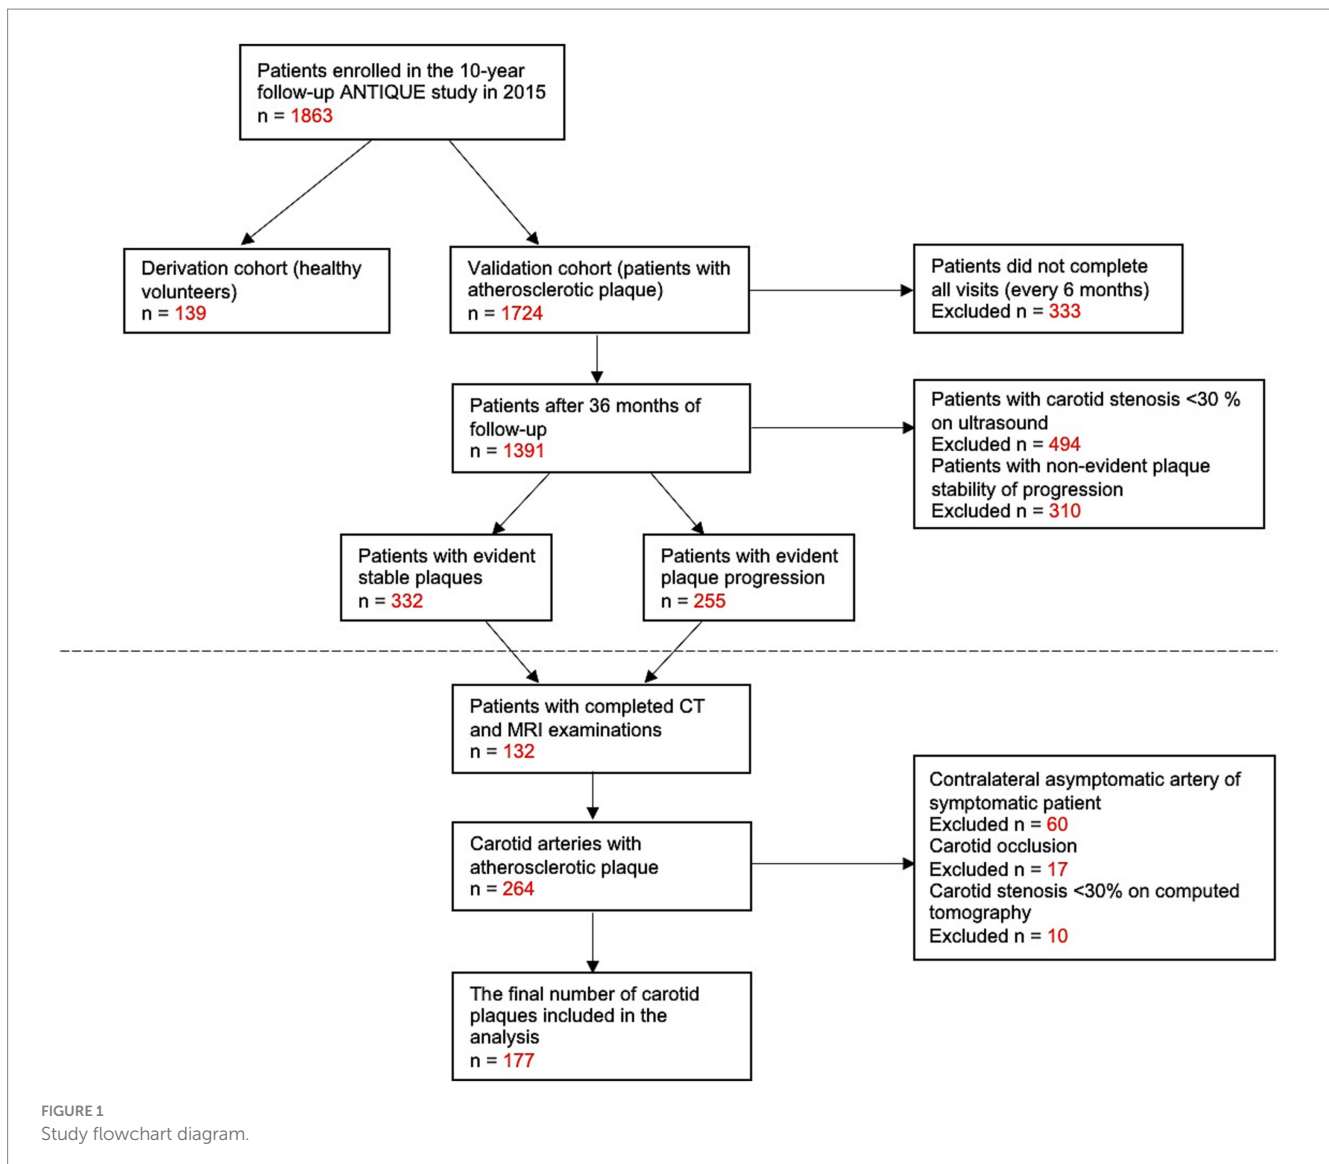 Patients enrolled in the 10-year
follow-up ANTIQUE study in 2015
n = 1863
Derivation cohort (healthy
volunteers)
n = 139
Validation cohort (patients with
atherosclerotic plaque)
n = 1724
Patients did not complete
all visits (every 6 months)
Excluded n = 333
Patients after 36 months of
follow-up
n = 1391
Patients with carotid stenosis <30 %
on ultrasound
Excluded n = 494
Patients with non-evident plaque
stability of progression
Excluded n = 310
Patients with evident
stable plaques
n = 332
Patients with evident
plaque progression
n = 255
Patients with completed CT
and MRI examinations
n = 132
Carotid arteries with
atherosclerotic plaque
n = 264
Contralateral asymptomatic artery of
symptomatic patient
Excluded n = 60
Carotid occlusion
Excluded n = 17
Carotid stenosis <30% on computed
tomography
Excluded n = 10
The final number of carotid
plaques included in the
analysis
n = 177
FIGURE 1
Study flowchart diagram.